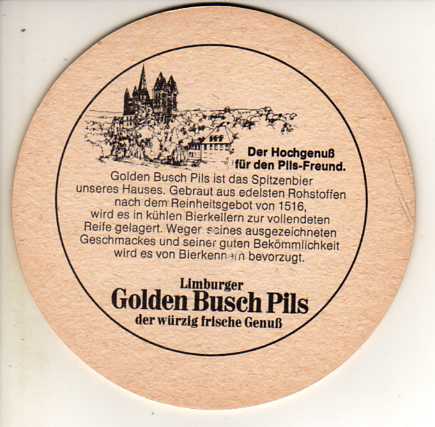 Der Hochgenuß
für den Pils-Freund.
Golden Busch Pils ist das Spitzenbier
unseres Hauses. Gebraut aus edelsten Rohstoffen
nach dem Reinheitsgebot von 1516,
wird es in kühlen Bierkellern zur vollendeten
Reife gelagert. Wegen seines ausgezeichneten
Geschmackes und seiner guten Bekömmlichkeit
wird es von Bierkennern bevorzugt.
Limburger
Golden Busch Pils
der würzig frische Genuß